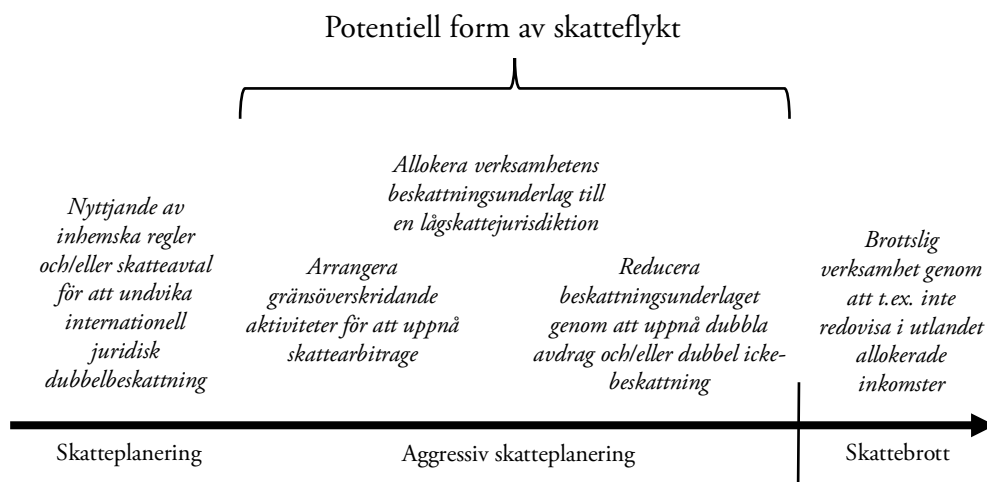 Potentiell form av skatteflykt
Nyttjande av
inhemska regler
och/eller skatteavtal
för att undvika
internationell
juridisk
dubbelbeskattning
Allokera verksamhetens
beskattningsunderlag till
en lågskattejurisdiktion
Arrangera
gränsöverskridande
aktiviteter för att uppnå
skattearbitrage
Reducera
beskattningsunderlaget
genom att uppnå dubbla
avdrag och/eller dubbel icke-
beskattning
Brottslig
verksamhet genom
att t.ex. inte
redovisa i utlandet
allokerade
inkomster
Skatteplanering
Aggressiv skatteplanering
Skattebrott